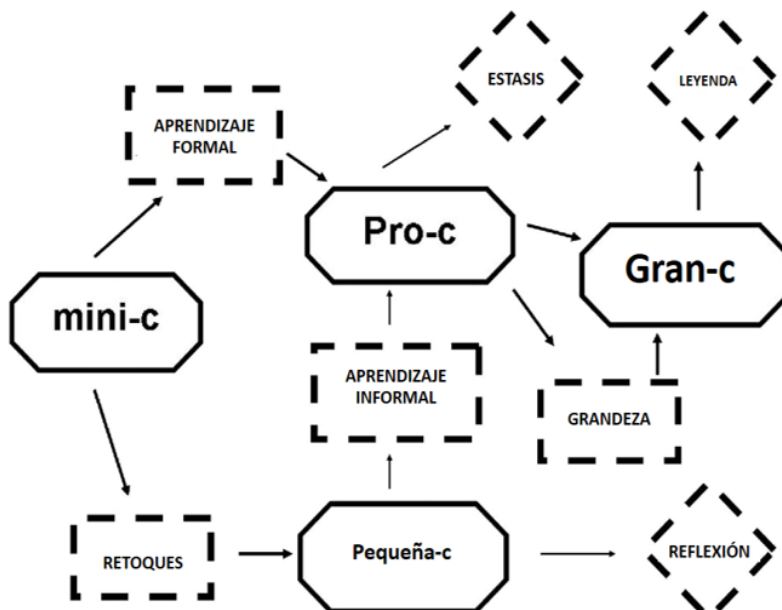 ESTASIS
LEYENDA
APRENDIZAJE
FORMAL
Pro-c
Gran-c
mini-c
APRENDIZAJE
INFORMAL
GRANDEZA
RETOQUES
Pequeña-c
REFLEXIÓN